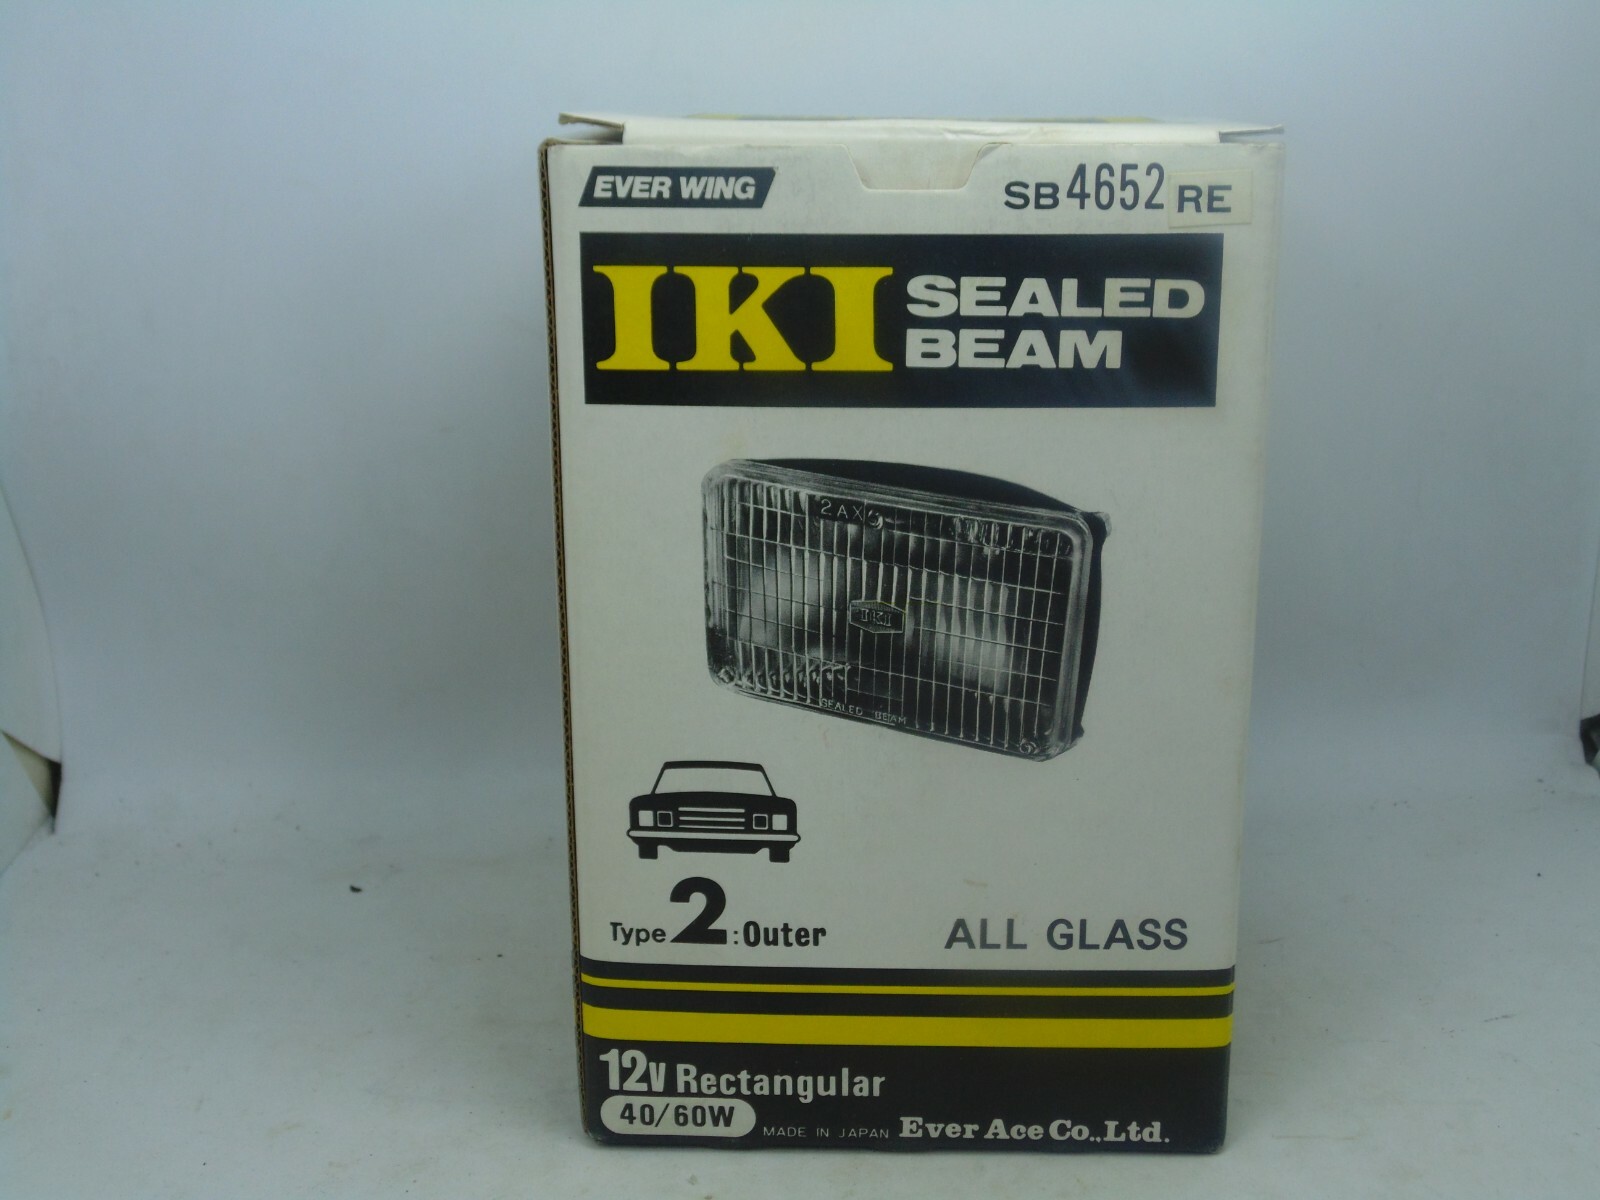 EVER WING
SB 4652 RE
IKI SEALED
BEAM
2AX
IKI
SEALED BEAM
Type 2 : Outer
ALL GLASS
12V Rectangular
40/60W
MADE IN JAPAN Ever Ace Co., Ltd.